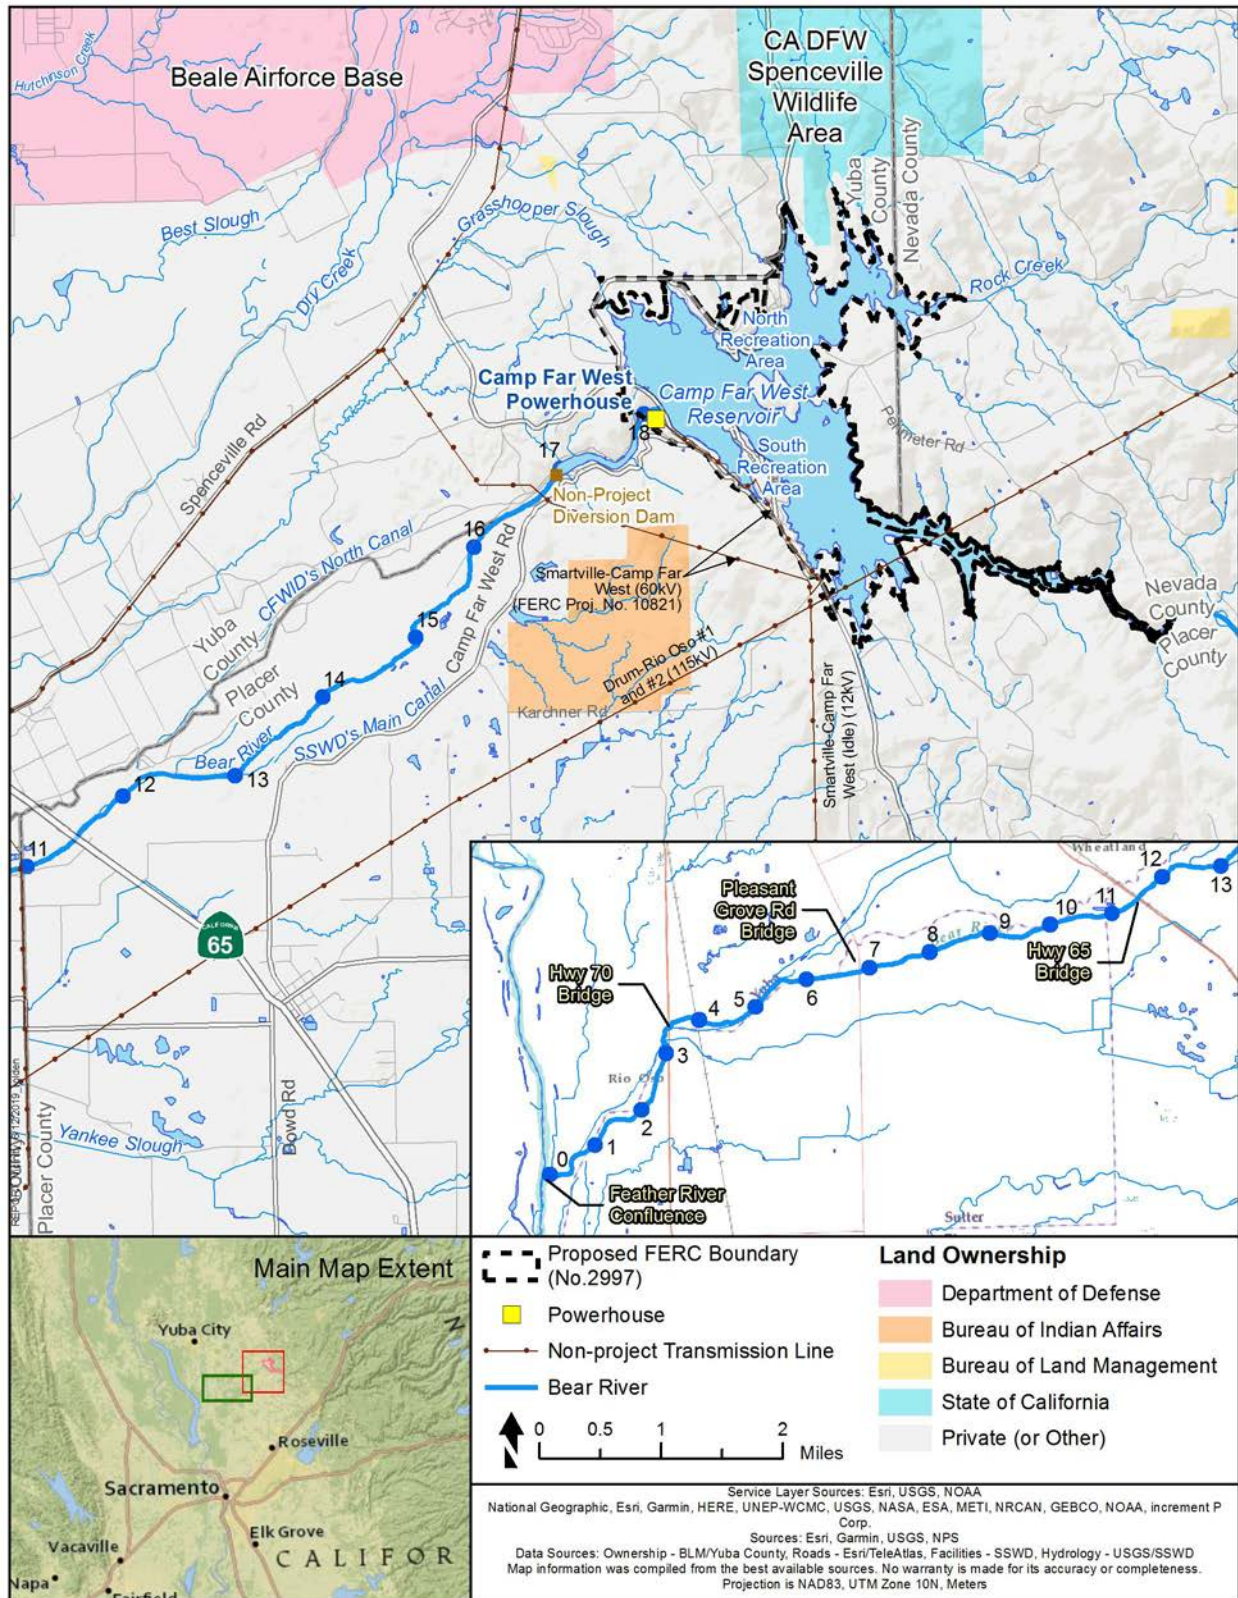 Beale Airforce Base
CA DFW
Spenceville
Wildlife
Area
Hutchinson Creek
Best Slough
Dry Creek
Grasshopper Slough
Yuba
County
Nevada County
Rock Creek
North
Recreation
Area
Camp Far West
Powerhouse
Camp Far West
Reservoir
Perimeter Rd
South
Recreation
Area
18
17
Non-Project
Diversion Dam
Spenceville Rd
16
CFWID's North Canal
Camp Far West Rd
Smartville-Camp Far
West (60kV)
(FERC Proj. No. 10821)
Nevada
County
Placer
County
15
Yuba
County
Placer
County
14
Drum-Rio Oso #1
and #2 (115kV)
Karchner Rd
Smartville-Camp Far
West (Idle) (12kV)
SSWD's Main Canal
Bear River
13
12
11
CALIFORNIA
65
Dowd Rd
Yankee Slough
Placer County
Wheatland
12
13
Pleasant
Grove Rd
Bridge
11
10
9
8
7
Hwy 65
Bridge
Hwy 70
Bridge
6
5
4
Yuba
3
Rio Oso
2
1
0
Feather River
Confluence
Sutter
Main Map Extent
Yuba City
Roseville
Sacramento
Elk Grove
Vacaville
CALIFOR
Napa
Fairfield
Proposed FERC Boundary
(No.2997)
Powerhouse
Non-project Transmission Line
Bear River
N
0 0.5 1 2
Miles
Land Ownership
Department of Defense
Bureau of Indian Affairs
Bureau of Land Management
State of California
Private (or Other)
Service Layer Sources: Esri, USGS, NOAA
National Geographic, Esri, Garmin, HERE, UNEP-WCMC, USGS, NASA, ESA, METI, NRCAN, GEBCO, NOAA, increment P
Corp.
Sources: Esri, Garmin, USGS, NPS
Data Sources: Ownership - BLM/Yuba County, Roads - Esri/TeleAtlas, Facilities - SSWD, Hydrology - USGS/SSWD
Map information was compiled from the best available sources. No warranty is made for its accuracy or completeness.
Projection is NAD83, UTM Zone 10N, Meters